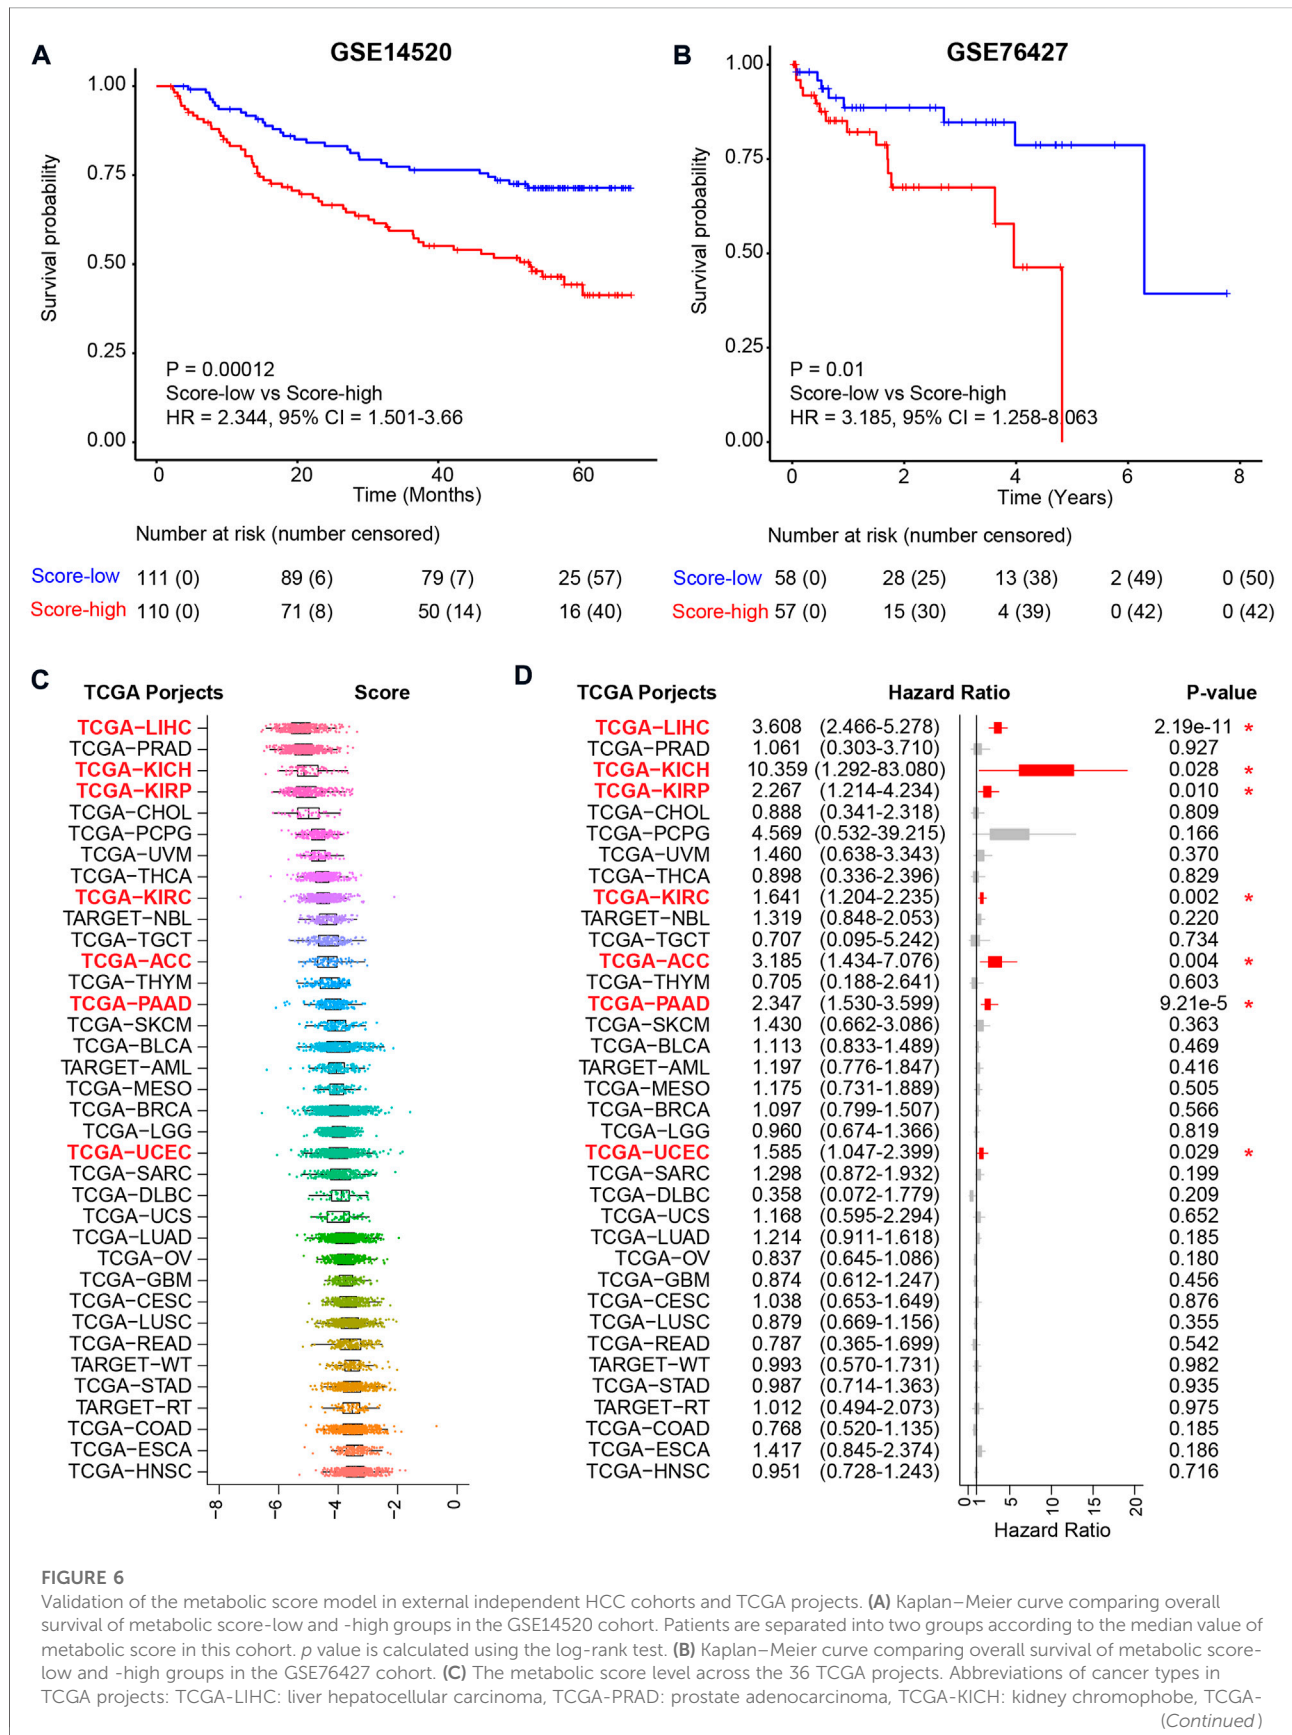 A
GSE14520
1.00
0.75
0.50
0.25
0.00
Survival probability
P = 0.00012
Score-low vs Score-high
HR = 2.344, 95% CI = 1.501-3.66
0 20 40 60
Time (Months)
Number at risk (number censored)
Score-low 111 (0) 89 (6) 79 (7) 25 (57)
Score-high 110 (0) 71 (8) 50 (14) 16 (40)
B
GSE76427
1.00
0.75
0.50
0.25
0.00
Survival probability
P = 0.01
Score-low vs Score-high
HR = 3.185, 95% CI = 1.258-8.063
0 2 4 6 8
Time (Years)
Number at risk (number censored)
Score-low 58 (0) 28 (25) 13 (38) 2 (49) 0 (50)
Score-high 57 (0) 15 (30) 4 (39) 0 (42) 0 (42)
C
TCGA Porjects Score
TCGA-LIHC
TCGA-PRAD
TCGA-KICH
TCGA-KIRP
TCGA-CHOL
TCGA-PCPG
TCGA-UVM
TCGA-THCA
TCGA-KIRC
TARGET-NBL
TCGA-TGCT
TCGA-ACC
TCGA-THYM
TCGA-PAAD
TCGA-SKCM
TCGA-BLCA
TARGET-AML
TCGA-MESO
TCGA-BRCA
TCGA-LGG
TCGA-UCEC
TCGA-SARC
TCGA-DLBC
TCGA-UCS
TCGA-LUAD
TCGA-OV
TCGA-GBM
TCGA-CESC
TCGA-LUSC
TCGA-READ
TARGET-WT
TCGA-STAD
TARGET-RT
TCGA-COAD
TCGA-ESCA
TCGA-HNSC
-8 -6 -4 -2 0
D
TCGA Porjects Hazard Ratio P-value
TCGA-LIHC 3.608 (2.466-5.278) 2.19e-11 *
TCGA-PRAD 1.061 (0.303-3.710) 0.927
TCGA-KICH 10.359 (1.292-83.080) 0.028 *
TCGA-KIRP 2.267 (1.214-4.234) 0.010 *
TCGA-CHOL 0.888 (0.341-2.318) 0.809
TCGA-PCPG 4.569 (0.532-39.215) 0.166
TCGA-UVM 1.460 (0.638-3.343) 0.370
TCGA-THCA 0.898 (0.336-2.396) 0.829
TCGA-KIRC 1.641 (1.204-2.235) 0.002 *
TARGET-NBL 1.319 (0.848-2.053) 0.220
TCGA-TGCT 0.707 (0.095-5.242) 0.734
TCGA-ACC 3.185 (1.434-7.076) 0.004 *
TCGA-THYM 0.705 (0.188-2.641) 0.603
TCGA-PAAD 2.347 (1.530-3.599) 9.21e-5 *
TCGA-SKCM 1.430 (0.662-3.086) 0.363
TCGA-BLCA 1.113 (0.833-1.489) 0.469
TARGET-AML 1.197 (0.776-1.847) 0.416
TCGA-MESO 1.175 (0.731-1.889) 0.505
TCGA-BRCA 1.097 (0.799-1.507) 0.566
TCGA-LGG 0.960 (0.674-1.366) 0.819
TCGA-UCEC 1.585 (1.047-2.399) 0.029 *
TCGA-SARC 1.298 (0.872-1.932) 0.199
TCGA-DLBC 0.358 (0.072-1.779) 0.209
TCGA-UCS 1.168 (0.595-2.294) 0.652
TCGA-LUAD 1.214 (0.911-1.618) 0.185
TCGA-OV 0.837 (0.645-1.086) 0.180
TCGA-GBM 0.874 (0.612-1.247) 0.456
TCGA-CESC 1.038 (0.653-1.649) 0.876
TCGA-LUSC 0.879 (0.669-1.156) 0.355
TCGA-READ 0.787 (0.365-1.699) 0.542
TARGET-WT 0.993 (0.570-1.731) 0.982
TCGA-STAD 0.987 (0.714-1.363) 0.935
TARGET-RT 1.012 (0.494-2.073) 0.975
TCGA-COAD 0.768 (0.520-1.135) 0.185
TCGA-ESCA 1.417 (0.845-2.374) 0.186
TCGA-HNSC 0.951 (0.728-1.243) 0.716
0 1 5 10 15 20
Hazard Ratio
FIGURE 6
Validation of the metabolic score model in external independent HCC cohorts and TCGA projects. (A) Kaplan–Meier curve comparing overall
survival of metabolic score-low and -high groups in the GSE14520 cohort. Patients are separated into two groups according to the median value of
metabolic score in this cohort. p value is calculated using the log-rank test. (B) Kaplan–Meier curve comparing overall survival of metabolic score-
low and -high groups in the GSE76427 cohort. (C) The metabolic score level across the 36 TCGA projects. Abbreviations of cancer types in
TCGA projects: TCGA-LIHC: liver hepatocellular carcinoma, TCGA-PRAD: prostate adenocarcinoma, TCGA-KICH: kidney chromophobe, TCGA-
(Continued)